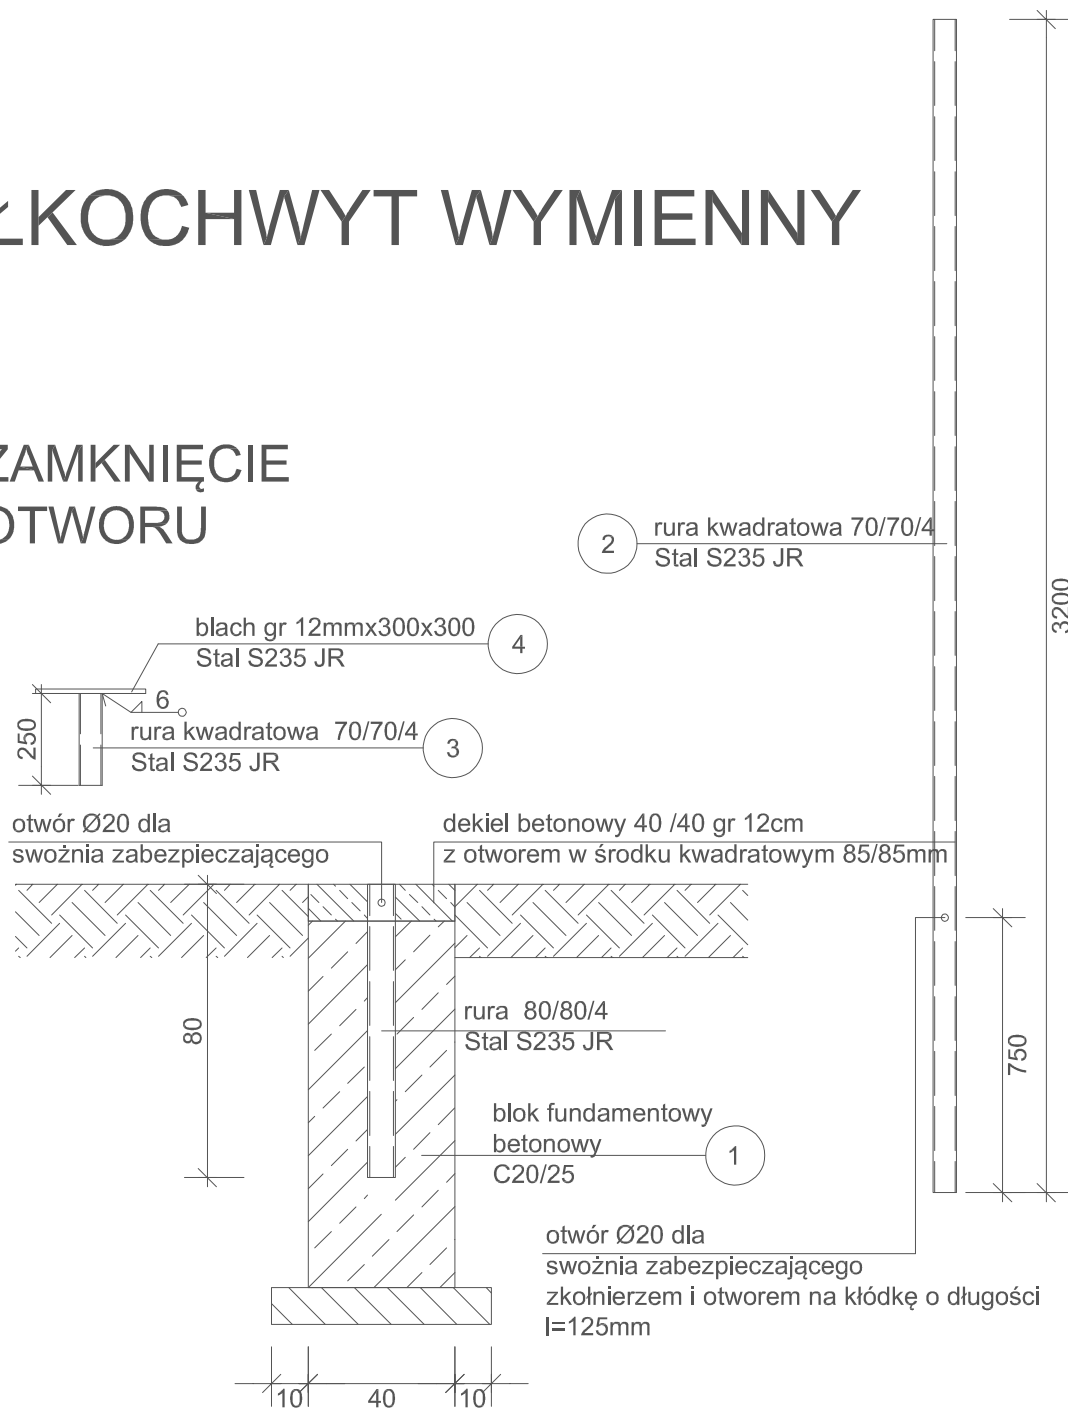 ŁKOCHWYT WYMIENNY
ZAMKNIĘCIE
OTWORU
2
rura kwadratowa 70/70/4
Stal S235 JR
3200
blach gr 12mmx300x300
Stal S235 JR
4
6
250
rura kwadratowa 70/70/4
Stal S235 JR
3
otwór Ø20 dla
swożnia zabezpieczającego
dekiel betonowy 40 /40 gr 12cm
z otworem w środku kwadratowym 85/85mm
80
rura 80/80/4
Stal S235 JR
750
blok fundamentowy
betonowy
C20/25
1
otwór Ø20 dla
swożnia zabezpieczającego
zkołnierzem i otworem na kłódkę o długości
l=125mm
10
40
10